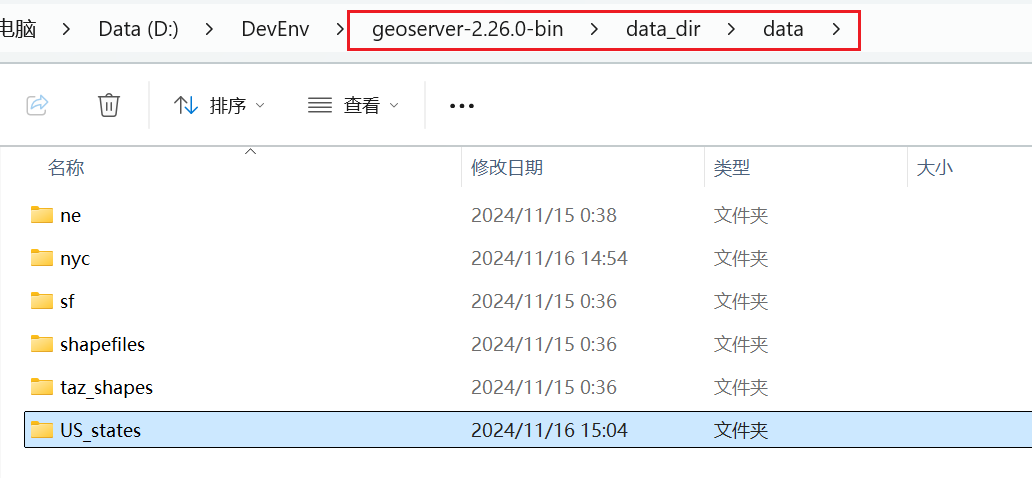 电脑 > Data (D:) > DevEnv > geoserver-2.26.0-bin > data_dir > data >
排序 查看 •••
名称 修改日期 类型 大小
ne 2024/11/15 0:38 文件夹
nyc 2024/11/16 14:54 文件夹
sf 2024/11/15 0:36 文件夹
shapefiles 2024/11/15 0:36 文件夹
taz_shapes 2024/11/15 0:36 文件夹
US_states 2024/11/16 15:04 文件夹